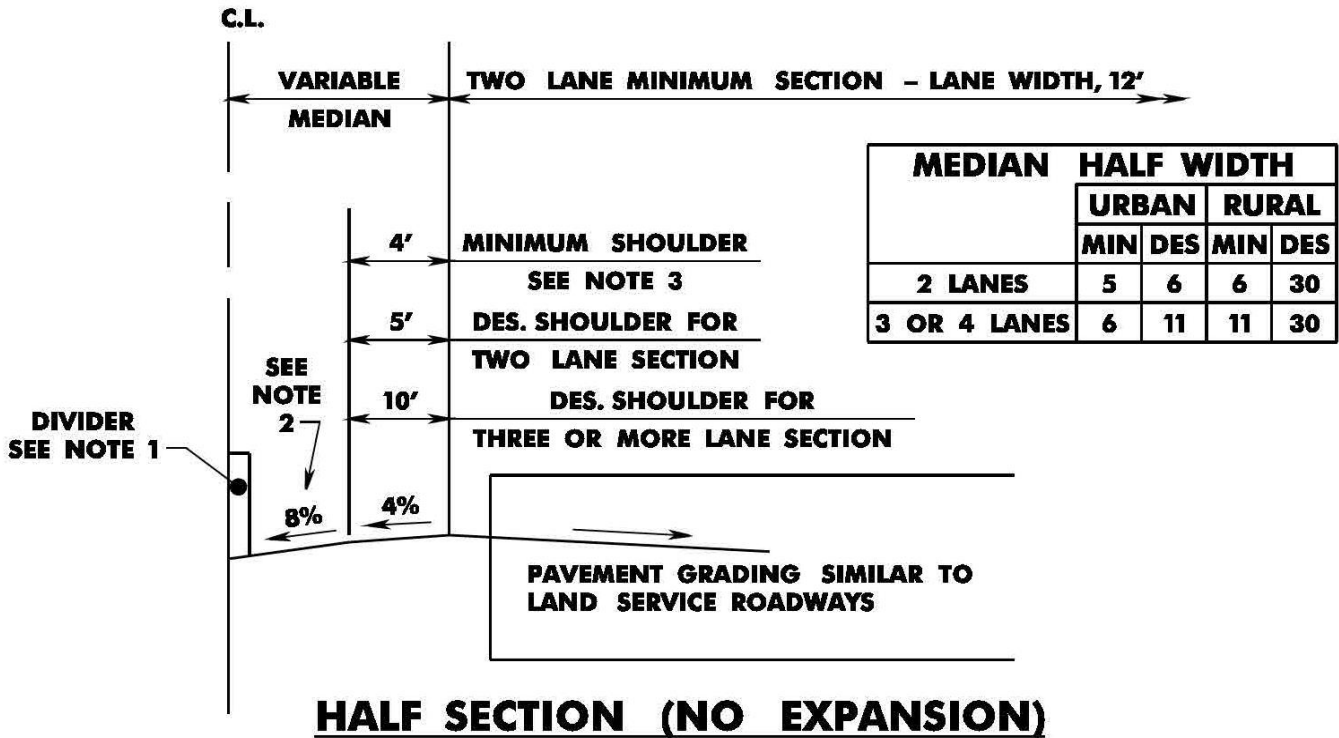 C.L.
VARIABLE
MEDIAN
TWO LANE MINIMUM SECTION – LANE WIDTH, 12'
MEDIAN HALF WIDTH
URBAN RURAL
MIN DES MIN DES
2 LANES 5 6 6 30
3 OR 4 LANES 6 11 11 30
4' MINIMUM SHOULDER
SEE NOTE 3
5' DES. SHOULDER FOR
TWO LANE SECTION
10' DES. SHOULDER FOR
THREE OR MORE LANE SECTION
SEE
NOTE
2
DIVIDER
SEE NOTE 1
8%
4%
PAVEMENT GRADING SIMILAR TO
LAND SERVICE ROADWAYS
HALF SECTION (NO EXPANSION)